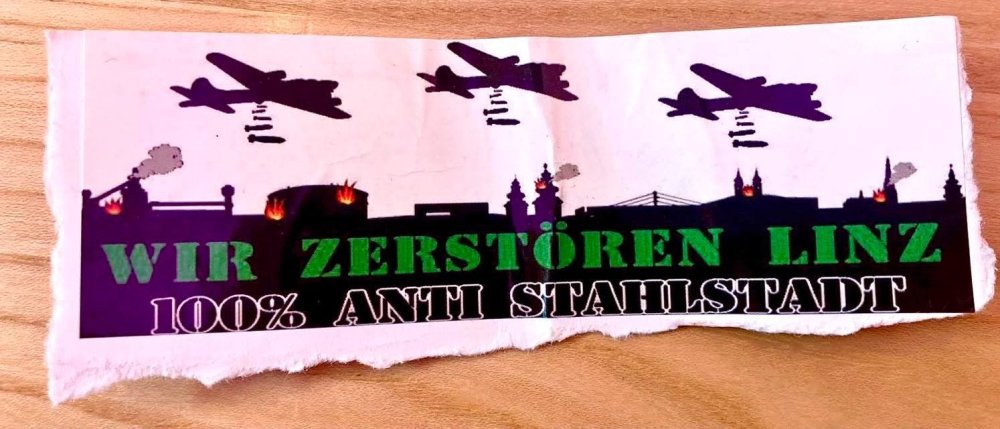 WIR ZERSTÖREN LINZ
100% ANTI STAHLSTADT